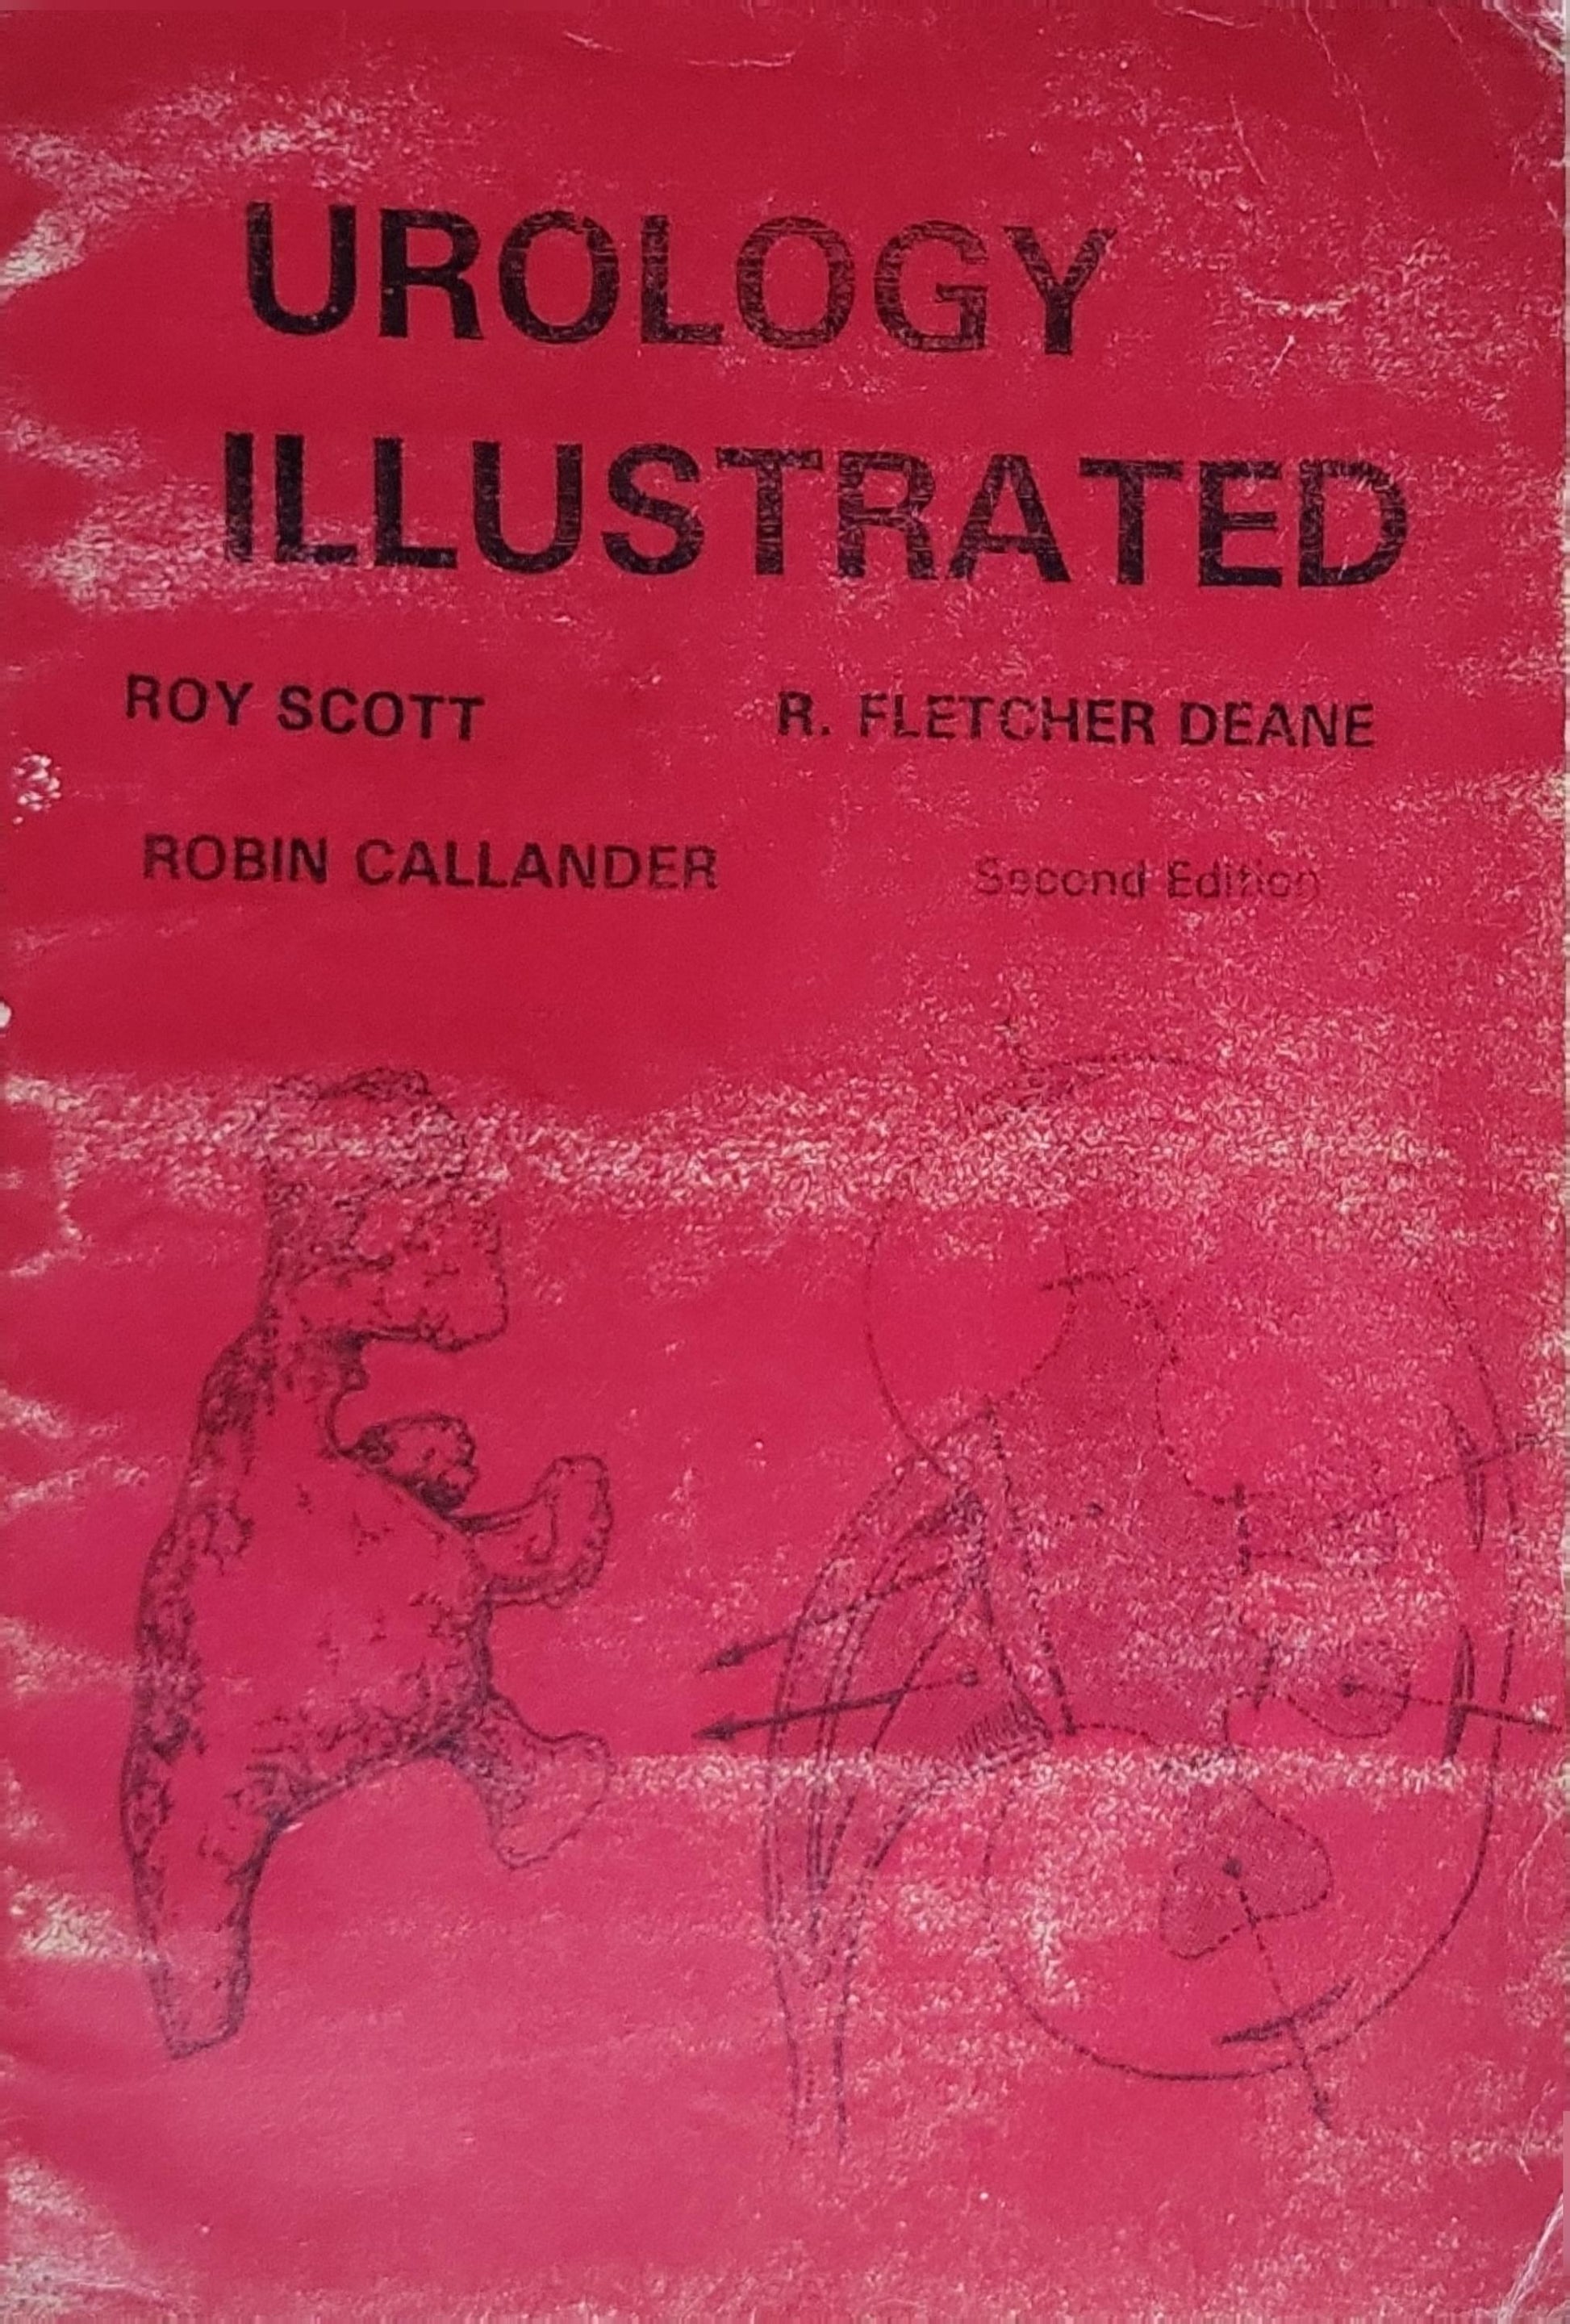 UROLOGY
ILLUSTRATED
ROY SCOTT R. FLETCHER DEANE
ROBIN CALLANDER Second Edition